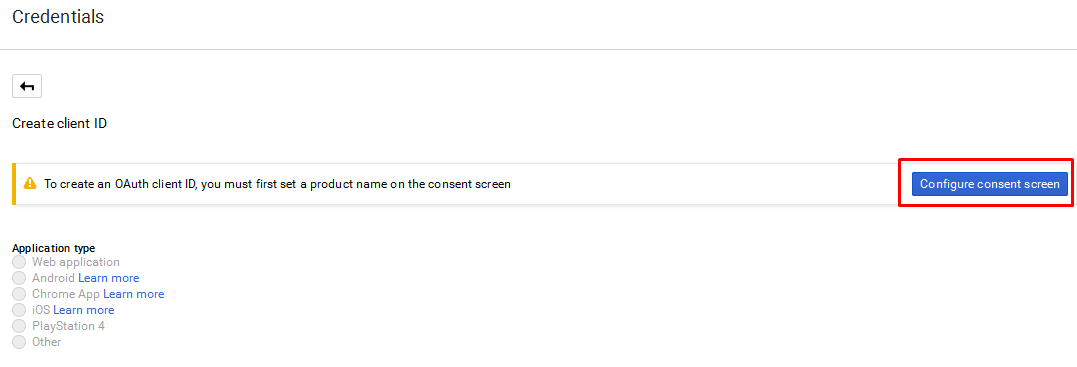 Credentials
Create client ID
To create an OAuth client ID, you must first set a product name on the consent screen
Configure consent screen
Application type
Web application
Android Learn more
Chrome App Learn more
iOS Learn more
PlayStation 4
Other